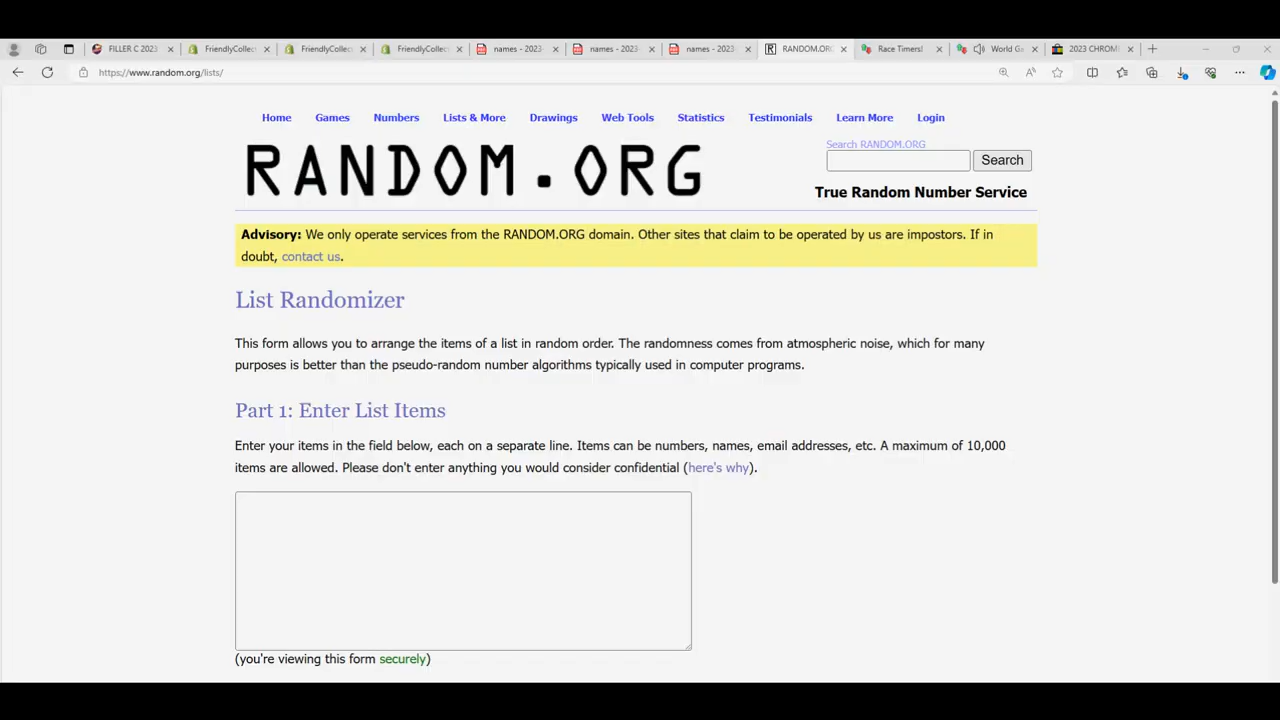 FILLER C 2023
FriendlyCollec
FriendlyCollec
FriendlyCollec
names - 2023-
names - 2023-
names - 2023-
RANDOM.ORG
Race Timers!
World Ga
2023 CHROM
https://www.random.org/lists/
Home Games Numbers Lists & More Drawings Web Tools Statistics Testimonials Learn More Login
RANDOM.ORG
Search RANDOM.ORG
Search
True Random Number Service
Advisory: We only operate services from the RANDOM.ORG domain. Other sites that claim to be operated by us are impostors. If in
doubt, contact us.
List Randomizer
This form allows you to arrange the items of a list in random order. The randomness comes from atmospheric noise, which for many
purposes is better than the pseudo-random number algorithms typically used in computer programs.
Part 1: Enter List Items
Enter your items in the field below, each on a separate line. Items can be numbers, names, email addresses, etc. A maximum of 10,000
items are allowed. Please don't enter anything you would consider confidential (here's why).
(you're viewing this form securely)